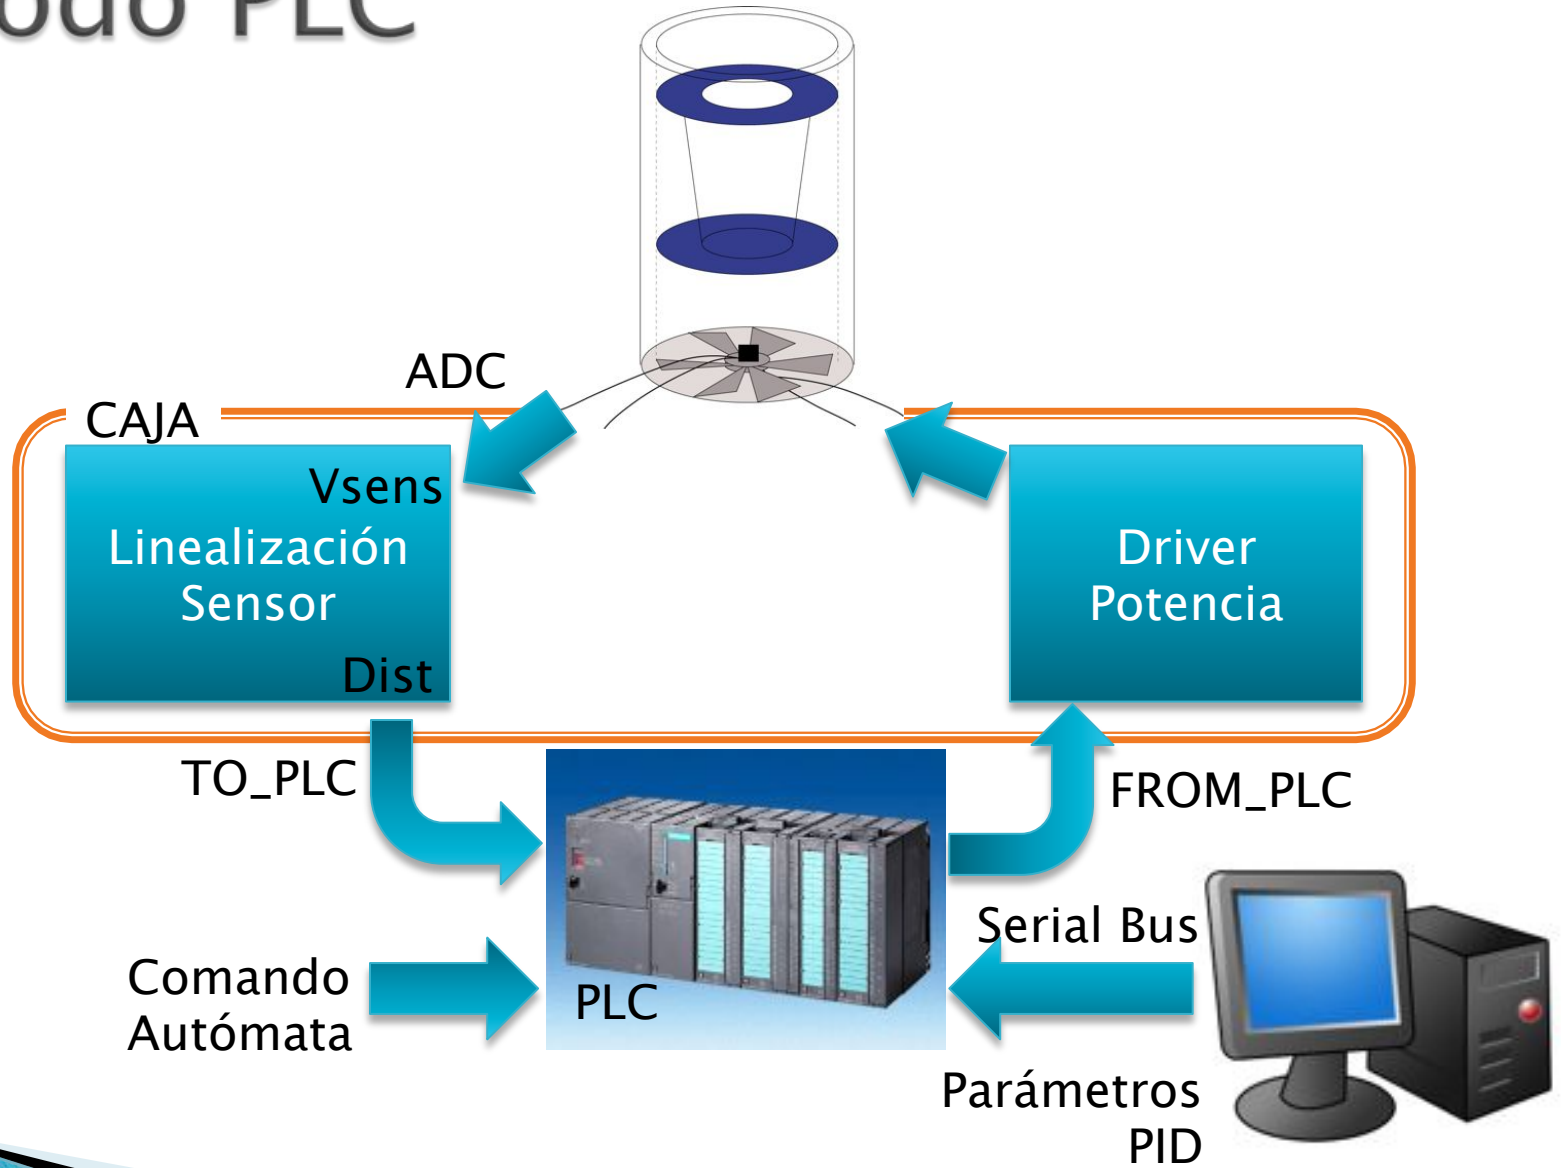 odo PLC
ADC
CAJA
Vsens
Linealización
Sensor
Dist
Driver
Potencia
TO_PLC
FROM_PLC
Serial Bus
Comando
Autómata
PLC
Parámetros
PID